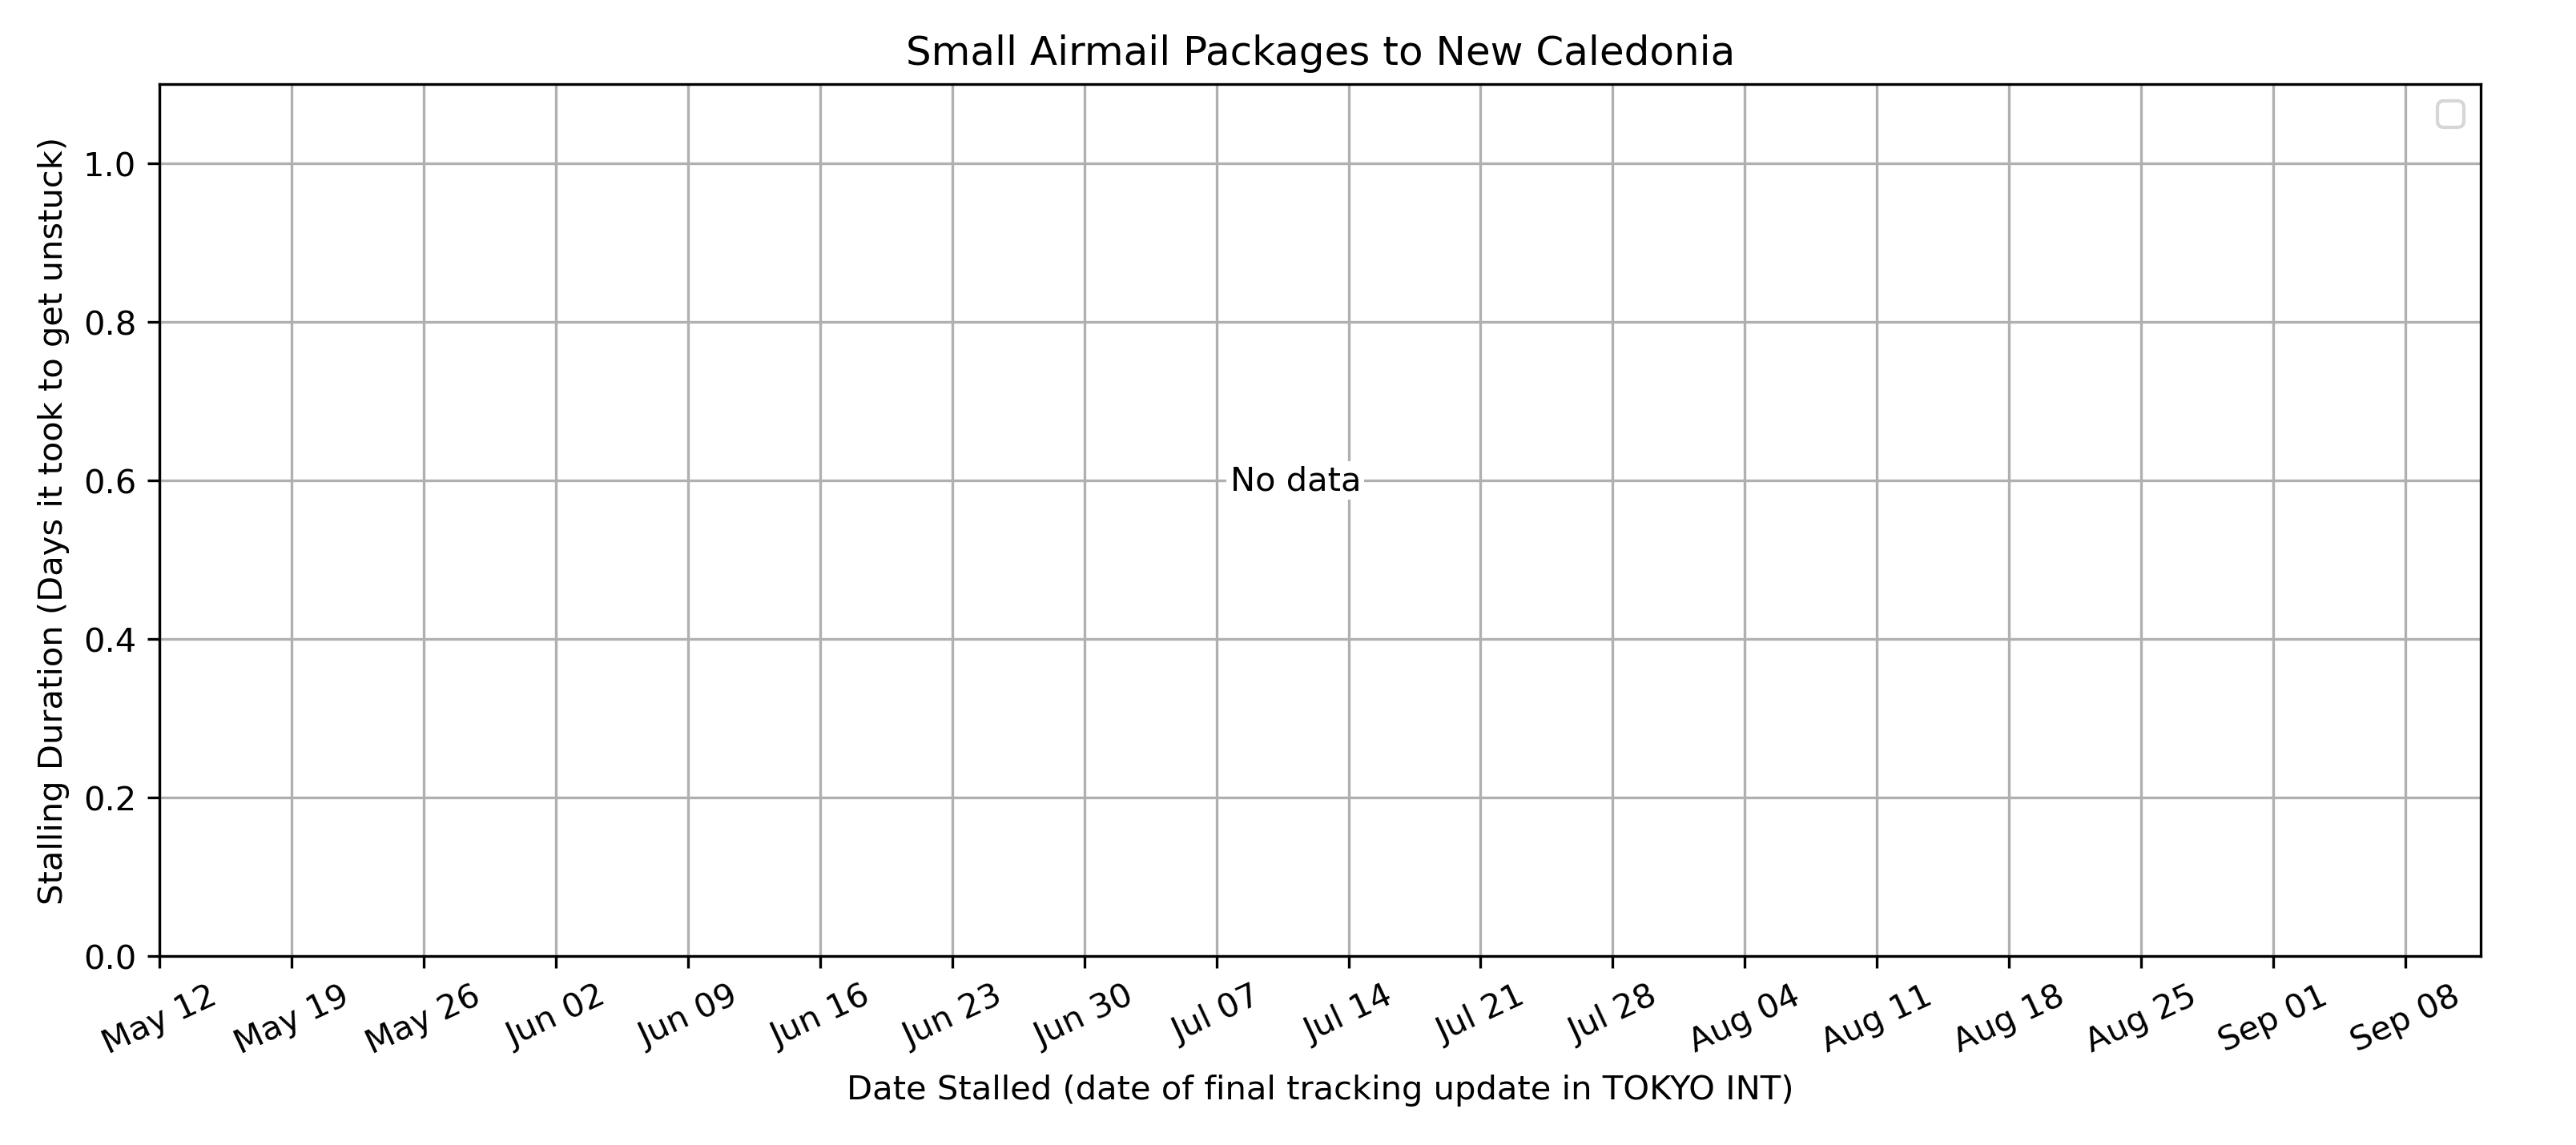 Small Airmail Packages to New Caledonia
Stalling Duration (Days it took to get unstuck)
1.0
0.8
0.6
0.4
0.2
0.0
No data
May 12 May 19 May 26 Jun 02 Jun 09 Jun 16 Jun 23 Jun 30 Jul 07 Jul 14 Jul 21 Jul 28 Aug 04 Aug 11 Aug 18 Aug 25 Sep 01 Sep 08
Date Stalled (date of final tracking update in TOKYO INT)